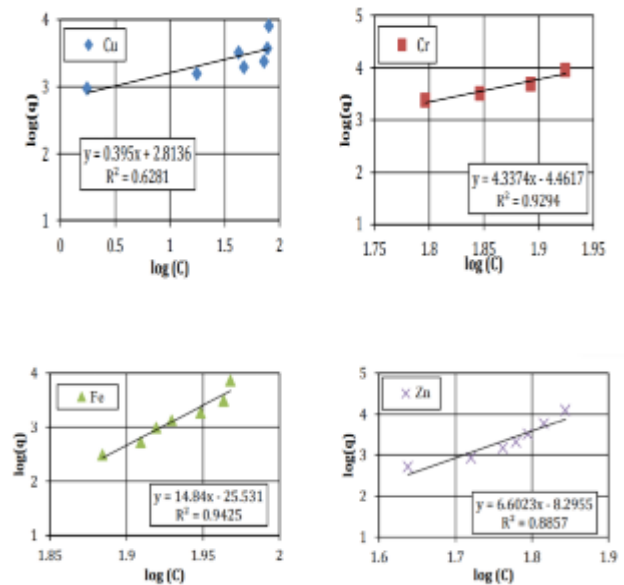 4
3
2
1
log(q)
Cu
y = 0.395x + 2.8136
R² = 0.6281
0 0.5 1 1.5 2
log (C)
5
4
3
2
1
log(q)
Cr
y = 4.3374x - 4.4617
R² = 0.9294
1.75 1.8 1.85 1.9 1.95
log (C)
4
3
2
1
log(q)
Fe
y = 14.84x - 25.531
R² = 0.9425
1.85 1.9 1.95 2
log (C)
5
4
3
2
1
log(q)
Zn
y = 6.6023x - 8.2955
R² = 0.8857
1.6 1.7 1.8 1.9
log (C)